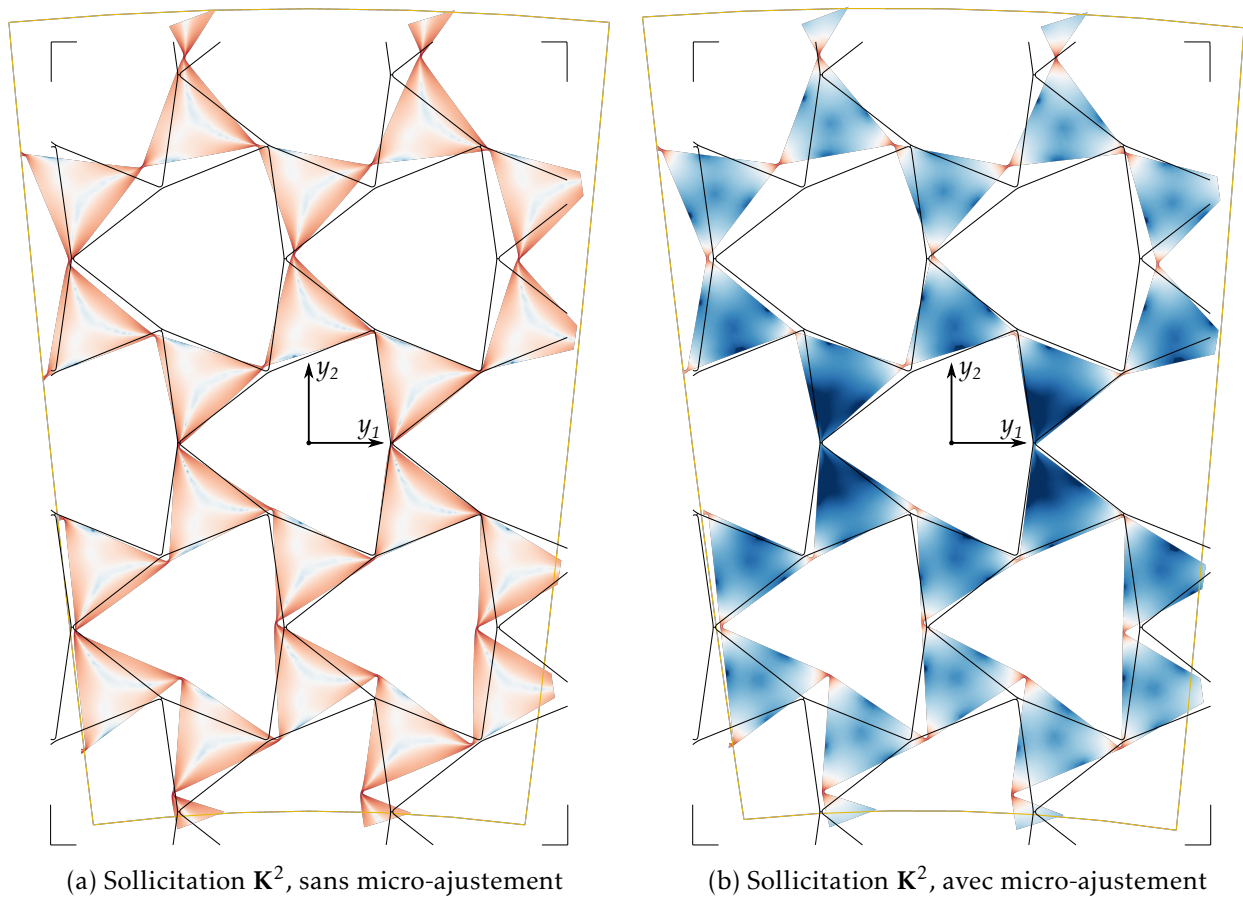 y₂ y₂
y₁ y₁
(a) Sollicitation K², sans micro-ajustement (b) Sollicitation K², avec micro-ajustement